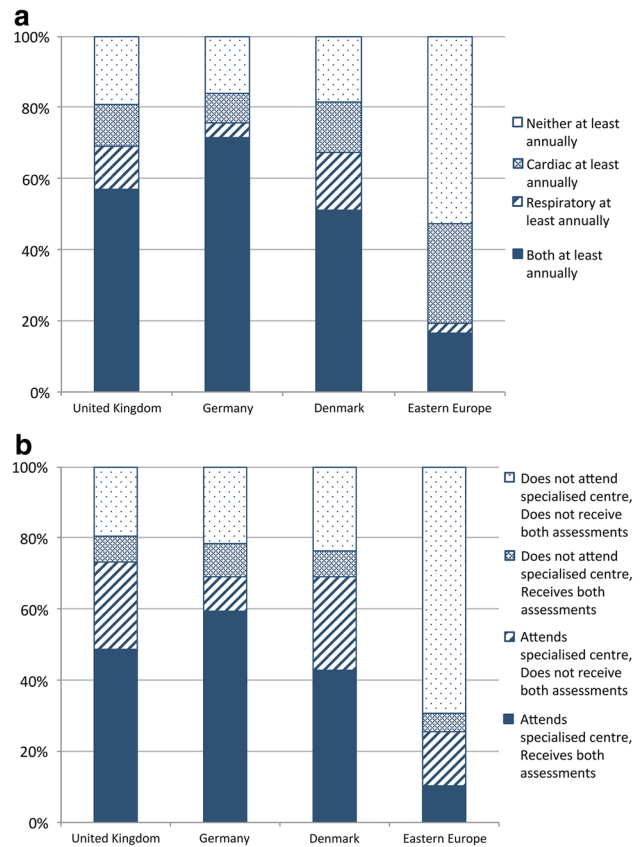 a
100%
80%
60%
40%
20%
0%
United Kingdom
Germany
Denmark
Eastern Europe
Neither at least
annually
Cardiac at least
annually
Respiratory at
least annually
Both at least
annually
b
100%
80%
60%
40%
20%
0%
United Kingdom
Germany
Denmark
Eastern Europe
Does not attend
specialised centre,
Does not receive
both assessments
Does not attend
specialised centre,
Receives both
assessments
Attends
specialised centre,
Does not receive
both assessments
Attends
specialised centre,
Receives both
assessments